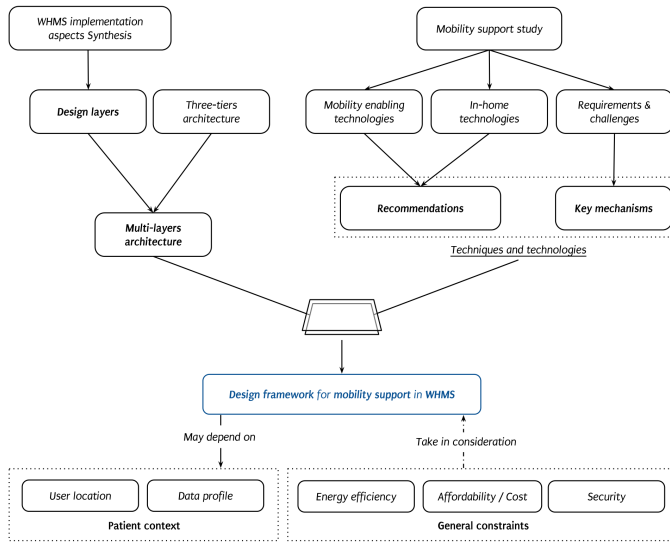 WHMS implementation
aspects Synthesis
Mobility support study
Design layers
Three-tiers
architecture
Mobility enabling
technologies
In-home
technologies
Requirements &
challenges
Recommendations
Key mechanisms
Multi-layers
architecture
Techniques and technologies
Design framework for mobility support in WHMS
May depend on
Take in consideration
User location
Data profile
Energy efficiency
Affordability / Cost
Security
Patient context
General constraints